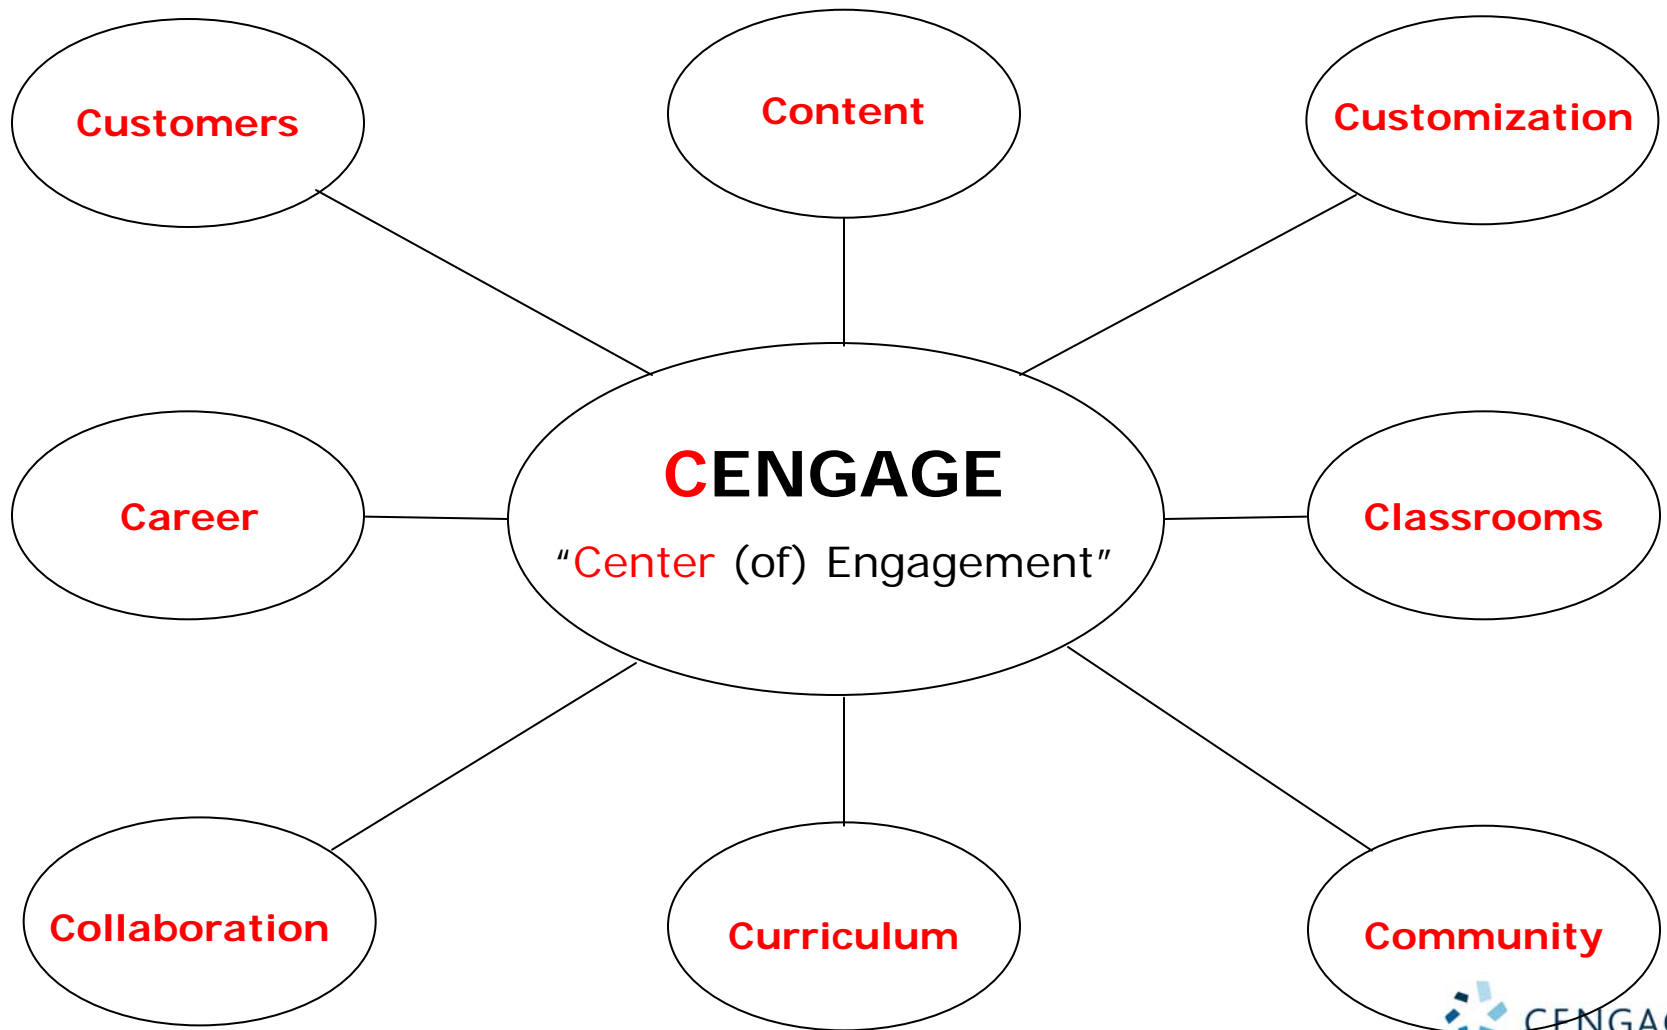 Customers
Content
Customization
CENGAGE
“Center (of) Engagement”
Career
Classrooms
Collaboration
Curriculum
Community